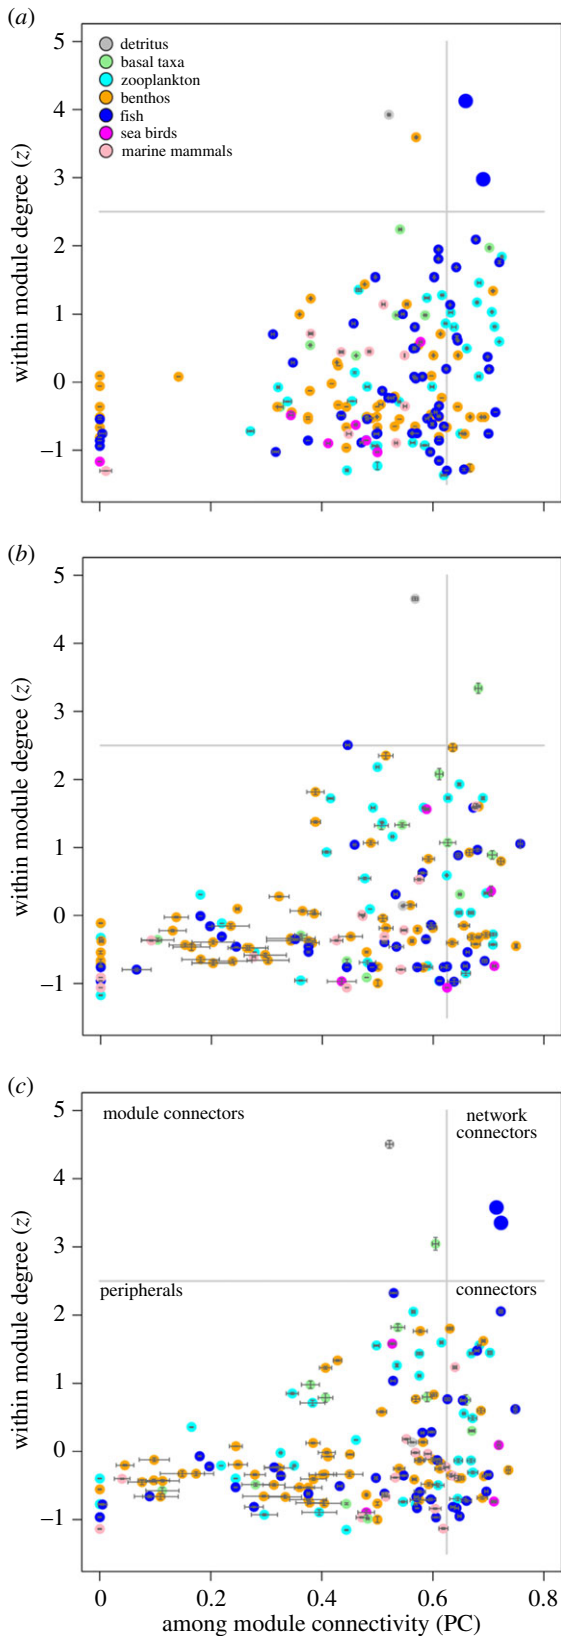 (a)
5
4
3
2
1
0
−1
within module degree (z)
detritus
basal taxa
zooplankton
benthos
fish
sea birds
marine mammals
(b)
5
4
3
2
1
0
−1
within module degree (z)
(c)
5
4
3
2
1
0
−1
within module degree (z)
module connectors
network
connectors
peripherals
connectors
0
0.2
0.4
0.6
0.8
among module connectivity (PC)